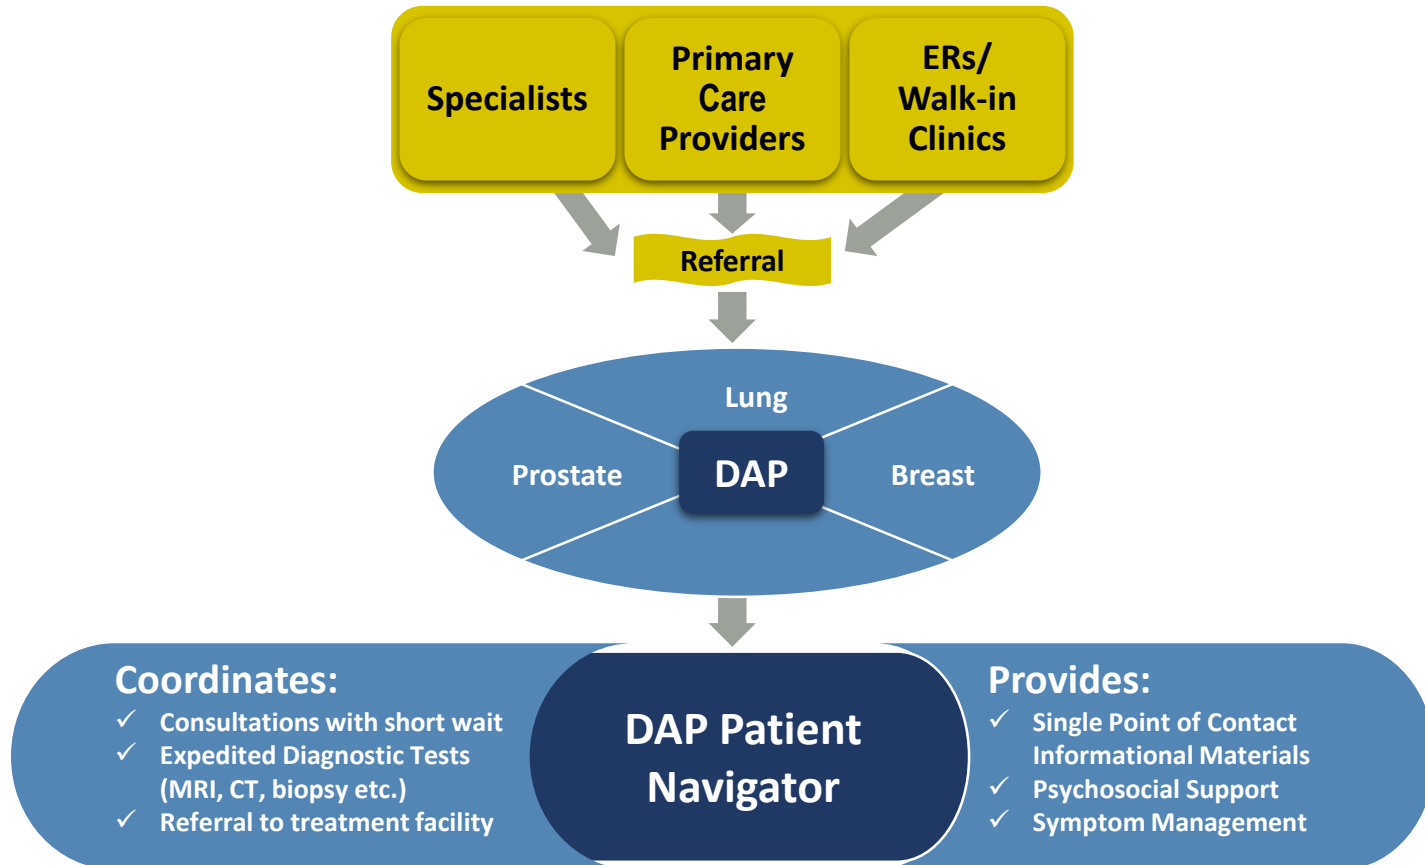 Specialists
Primary
Care
Providers
ERs/
Walk-in
Clinics
Referral
Lung
Prostate
DAP
Breast
Coordinates:
✓ Consultations with short wait
✓ Expedited Diagnostic Tests
(MRI, CT, biopsy etc.)
✓ Referral to treatment facility
DAP Patient
Navigator
Provides:
✓ Single Point of Contact
Informational Materials
✓ Psychosocial Support
✓ Symptom Management